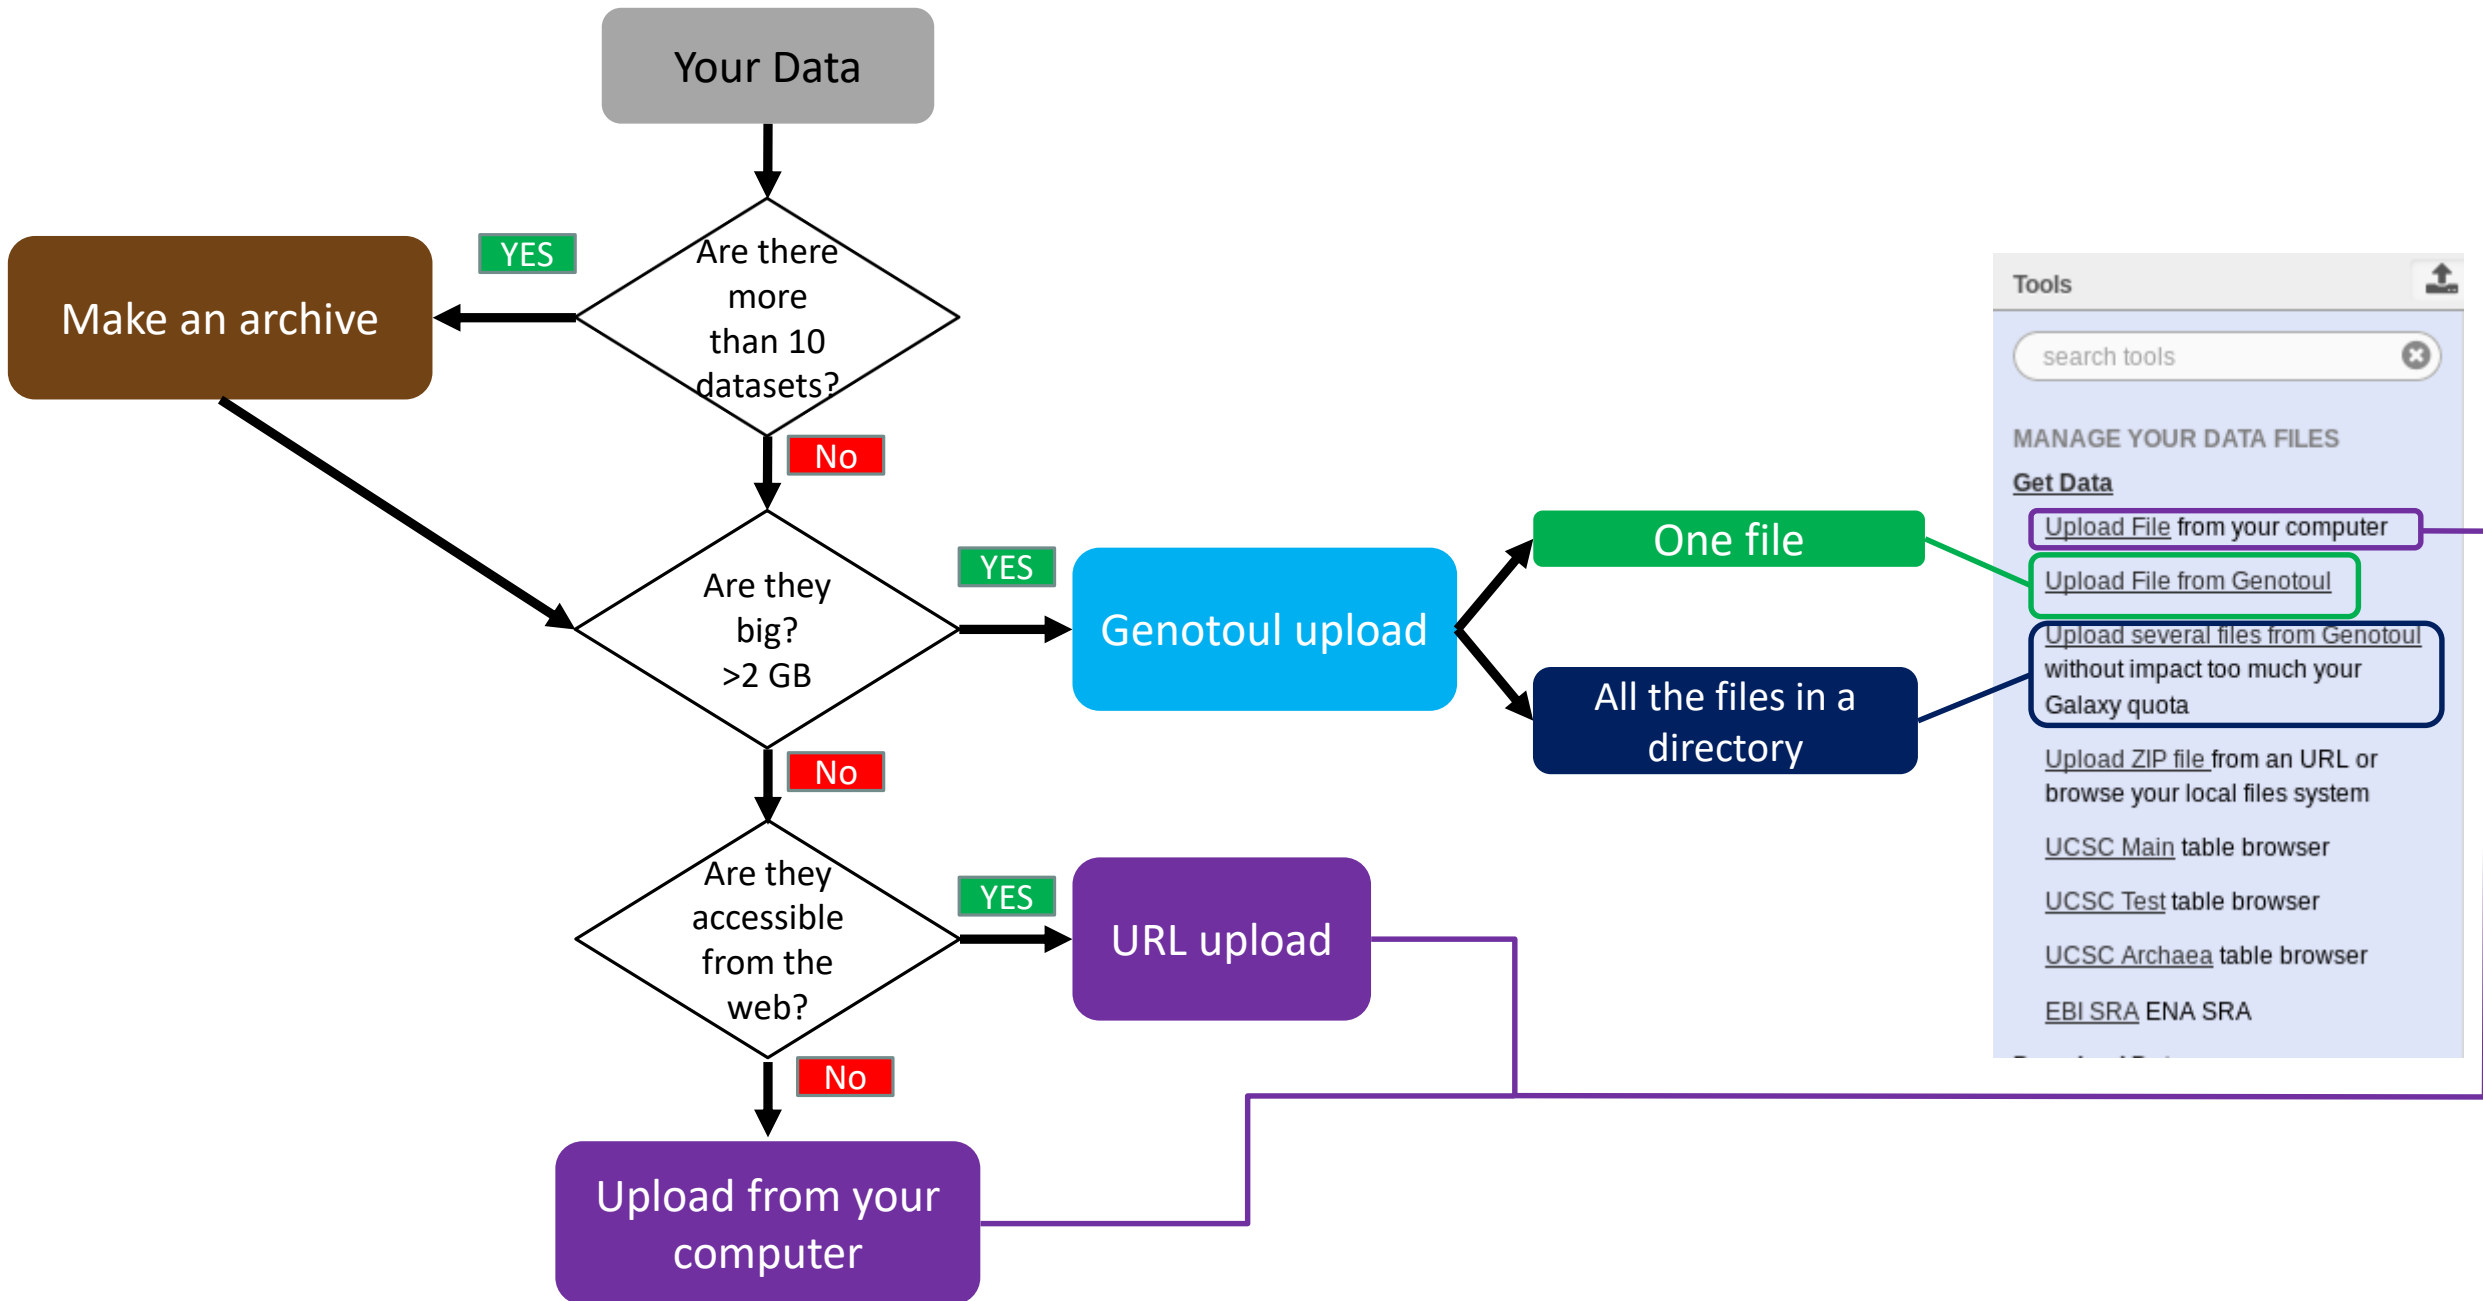 Your Data
YES
Are there
more
than 10
datasets?
Make an archive
No
Are they
big?
>2 GB
YES
Genotoul upload
One file
All the files in a
directory
No
Are they
accessible
from the
web?
YES
URL upload
No
Upload from your
computer
Tools
search tools
MANAGE YOUR DATA FILES
Get Data
Upload File from your computer
Upload File from Genotoul
Upload several files from Genotoul
without impact too much your
Galaxy quota
Upload ZIP file from an URL or
browse your local files system
UCSC Main table browser
UCSC Test table browser
UCSC Archaea table browser
EBI SRA ENA SRA